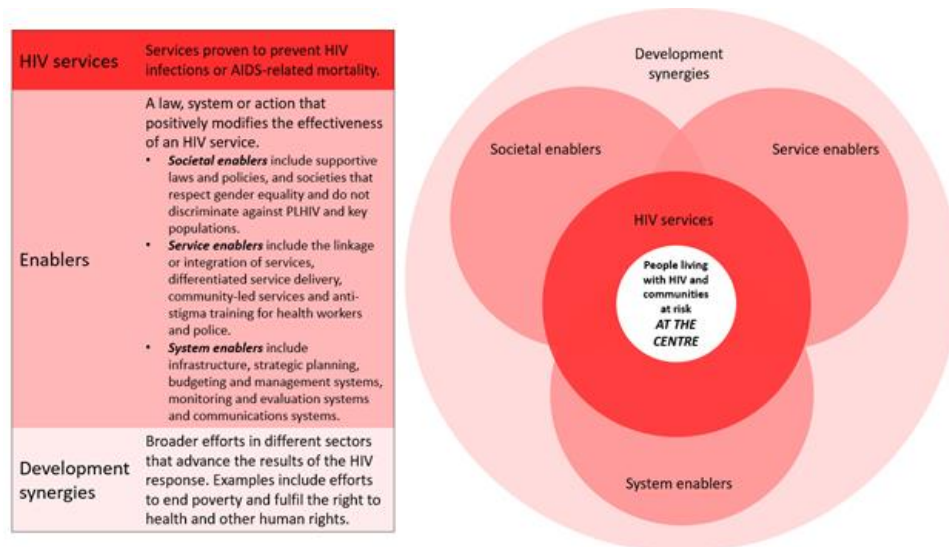 HIV services
Services proven to prevent HIV
infections or AIDS-related mortality.
Enablers
A law, system or action that
positively modifies the effectiveness
of an HIV service.
• Societal enablers include supportive
laws and policies, and societies that
respect gender equality and do not
discriminate against PLHIV and key
populations.
• Service enablers include the linkage
or integration of services,
differentiated service delivery,
community-led services and anti-
stigma training for health workers
and police.
• System enablers include
infrastructure, strategic planning,
budgeting and management systems,
monitoring and evaluation systems
and communications systems.
Development
synergies
Broader efforts in different sectors
that advance the results of the HIV
response. Examples include efforts
to end poverty and fulfil the right to
health and other human rights.
Development
synergies
Societal enablers
Service enablers
HIV services
People living
with HIV and
communities
at risk
AT THE
CENTRE
System enablers